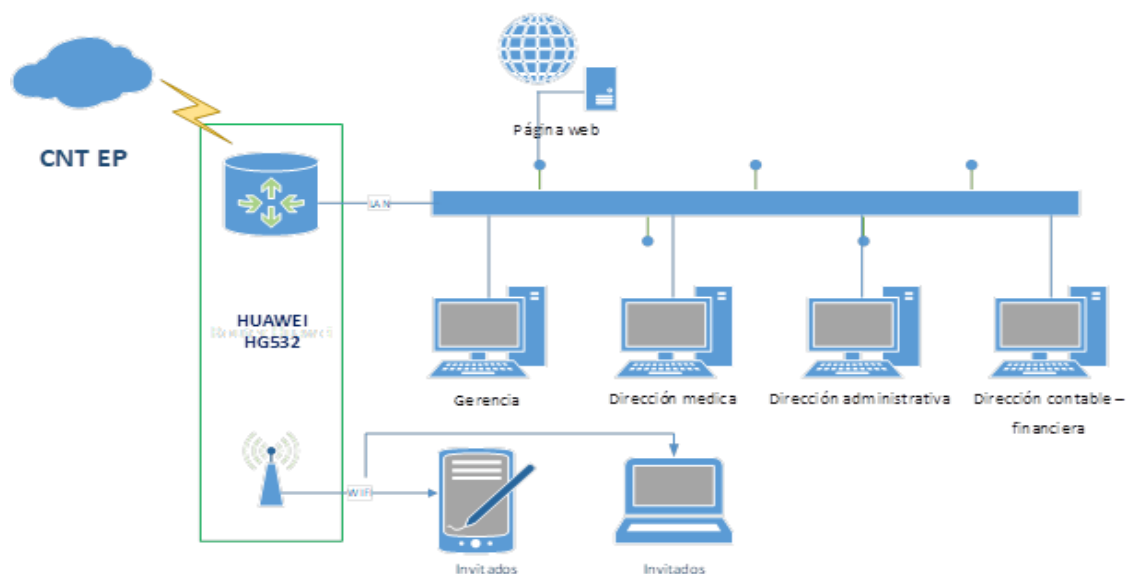 Página web
CNT EP
LAN
HUAWEI
HG532
Gerencia
Dirección medica
Dirección administrativa
Dirección contable –
financiera
WIFI
Invitados
Invitados